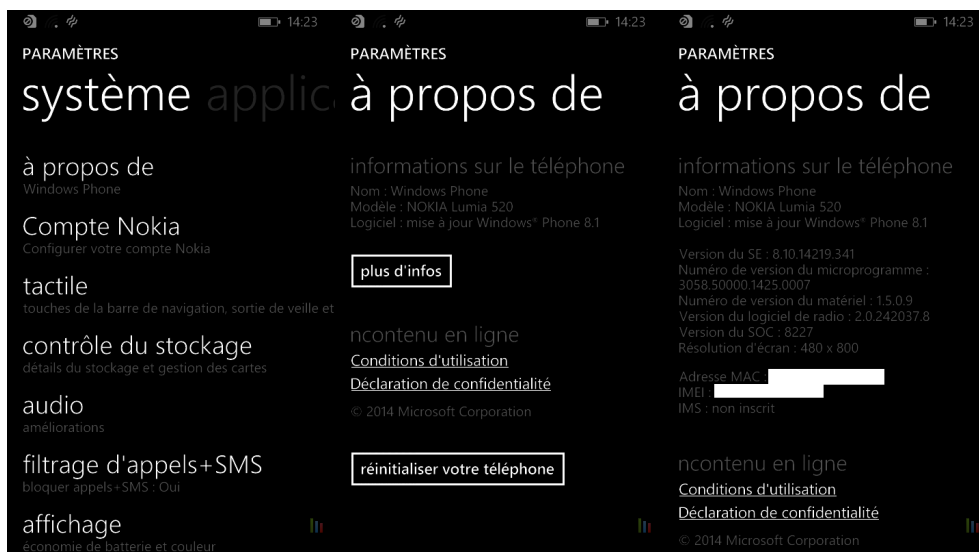 14:23
PARAMÈTRES
système applic
à propos de
Windows Phone
Compte Nokia
Configurer votre compte Nokia
tactile
touches de la barre de navigation, sortie de veille et
contrôle du stockage
détails du stockage et gestion des cartes
audio
améliorations
filtrage d'appels+SMS
bloquer appels+SMS : Oui
affichage
économie de batterie et couleur
14:23
PARAMÈTRES
à propos de
informations sur le téléphone
Nom : Windows Phone
Modèle : NOKIA Lumia 520
Logiciel : mise à jour Windows® Phone 8.1
plus d'infos
ncontenu en ligne
Conditions d'utilisation
Déclaration de confidentialité
© 2014 Microsoft Corporation
réinitialiser votre téléphone
14:23
PARAMÈTRES
à propos de
informations sur le téléphone
Nom : Windows Phone
Modèle : NOKIA Lumia 520
Logiciel : mise à jour Windows® Phone 8.1
Version du SE : 8.10.14219.341
Numéro de version du microprogramme :
3058.50000.1425.0007
Numéro de version du matériel : 1.5.0.9
Version du logiciel de radio : 2.0.242037.8
Version du SOC : 8227
Résolution d'écran : 480 x 800
Adresse MAC :
IMEI :
IMS : non inscrit
ncontenu en ligne
Conditions d'utilisation
Déclaration de confidentialité
© 2014 Microsoft Corporation